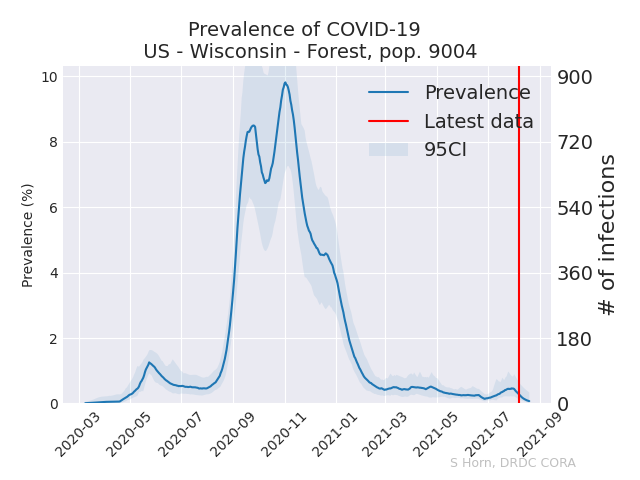 Prevalence of COVID-19
US - Wisconsin - Forest, pop. 9004
Prevalence (%)
10
8
6
4
2
0
900
720
540
360
180
0
# of infections
Prevalence
Latest data
95CI
2020-03
2020-05
2020-07
2020-09
2020-11
2021-01
2021-03
2021-05
2021-07
2021-09
S Horn, DRDC CORA